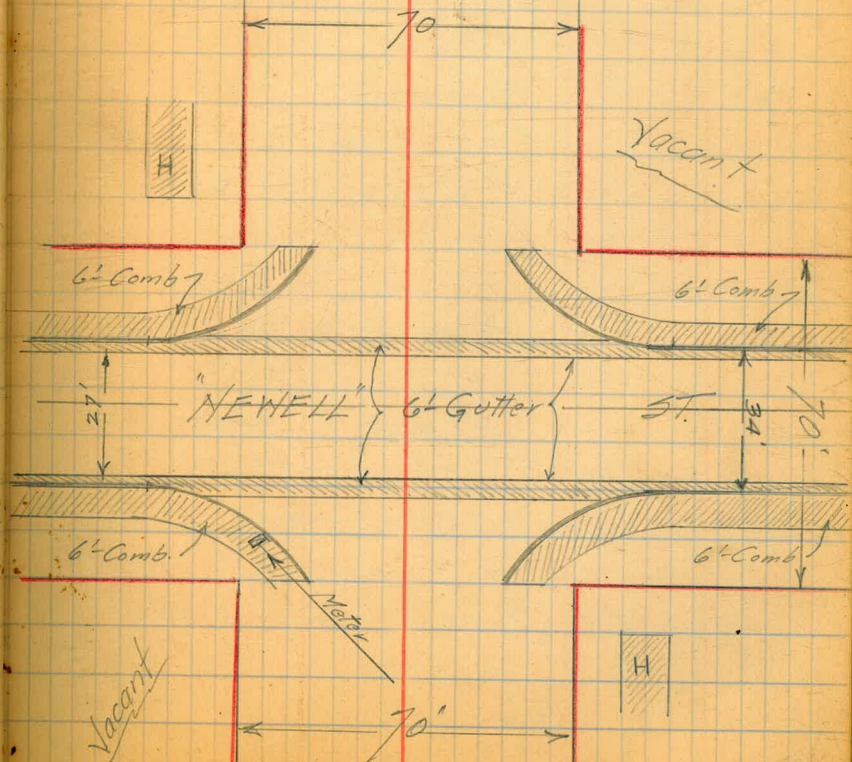 70
H
Vacant
6'-Comb
6'-Comb
27'
"NEWELL"
6'-Gutter
ST.
34'
70'
6'-Comb.
6'-Comb
Meter
H
Vacant
70'